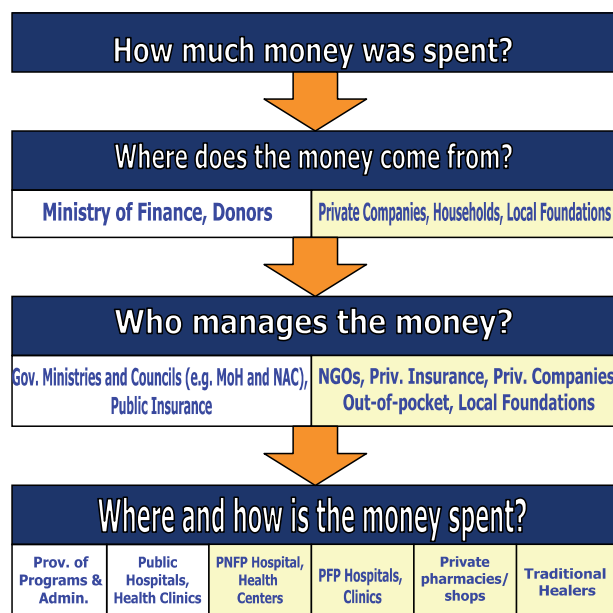 How much money was spent?
Where does the money come from?
Ministry of Finance, Donors
Private Companies, Households, Local Foundations
Who manages the money?
Gov. Ministries and Councils (e.g. MoH and NAC),
Public Insurance
NGOs, Priv. Insurance, Priv. Companies
Out-of-pocket, Local Foundations
Where and how is the money spent?
Prov. of
Programs &
Admin.
Public
Hospitals,
Health Clinics
PNFP Hospital,
Health
Centers
PFP Hospitals,
Clinics
Private
pharmacies/
shops
Traditional
Healers